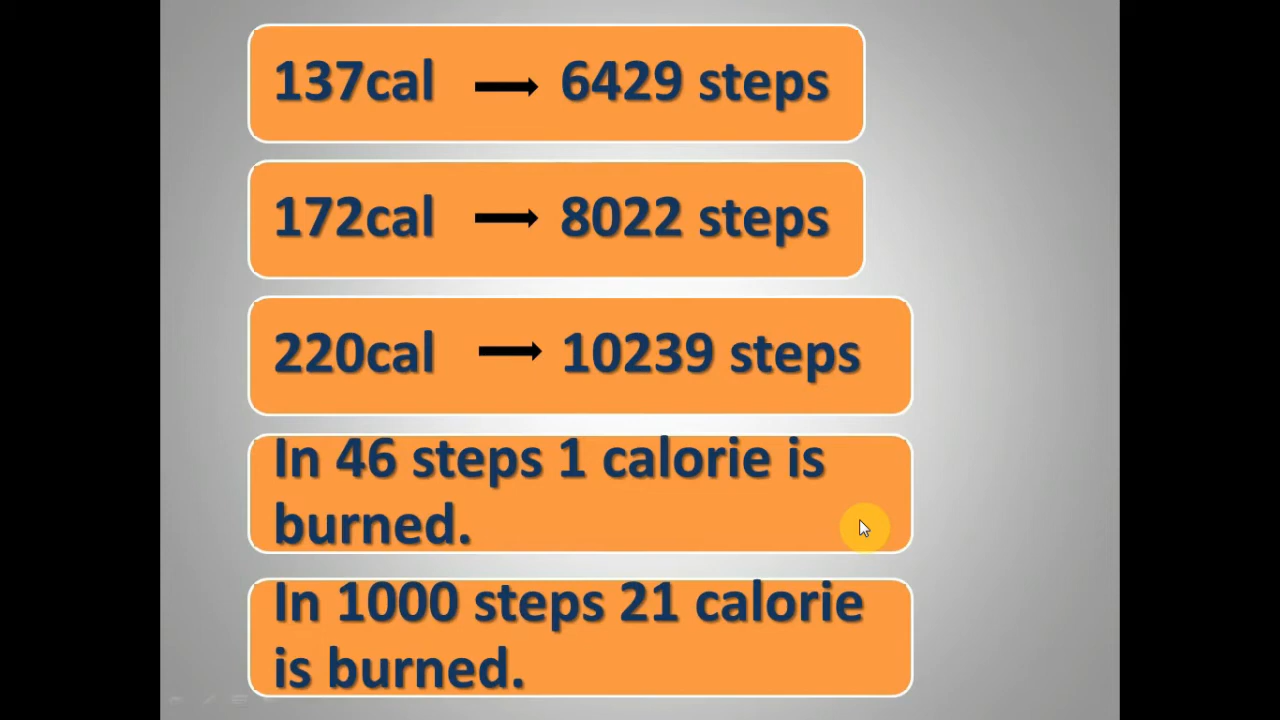 137cal → 6429 steps
172cal → 8022 steps
220cal → 10239 steps
In 46 steps 1 calorie is
burned.
In 1000 steps 21 calorie
is burned.